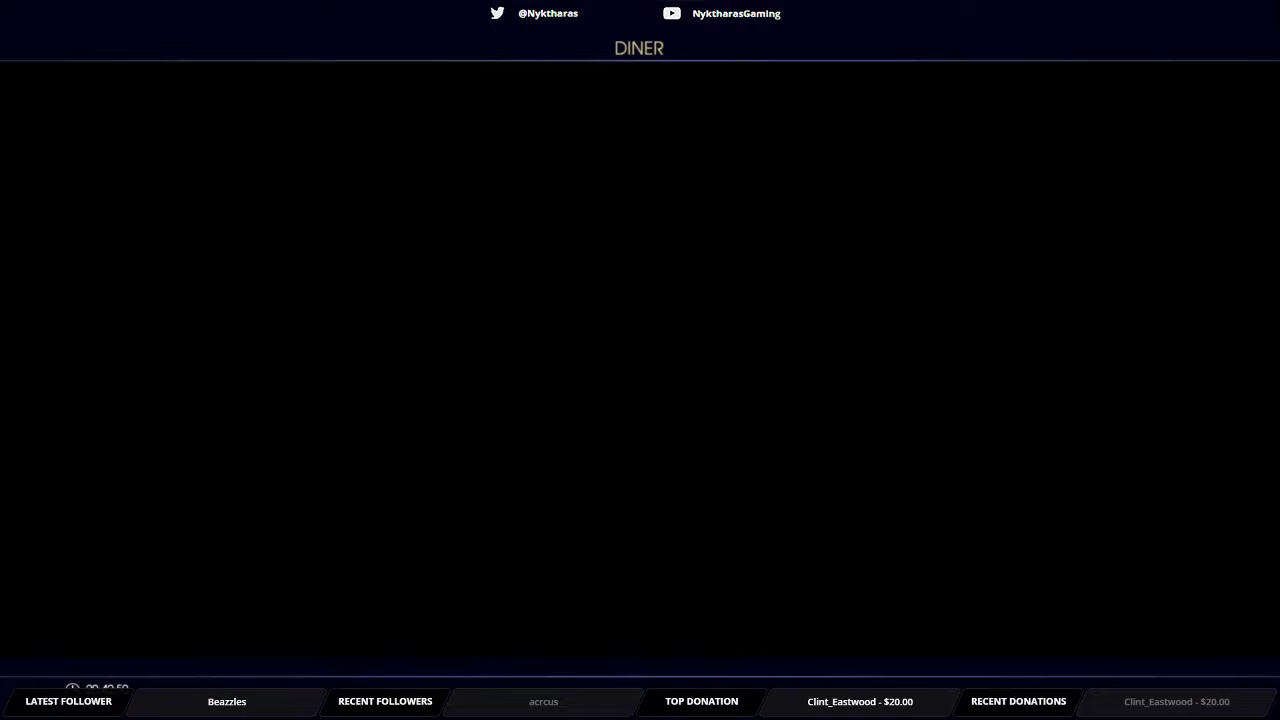 @Nyktharas
NyktharasGaming
DINER
LATEST FOLLOWER
Beazzles
RECENT FOLLOWERS
acrcus
TOP DONATION
Clint_Eastwood - $20.00
RECENT DONATIONS
Clint_Eastwood - $20.00